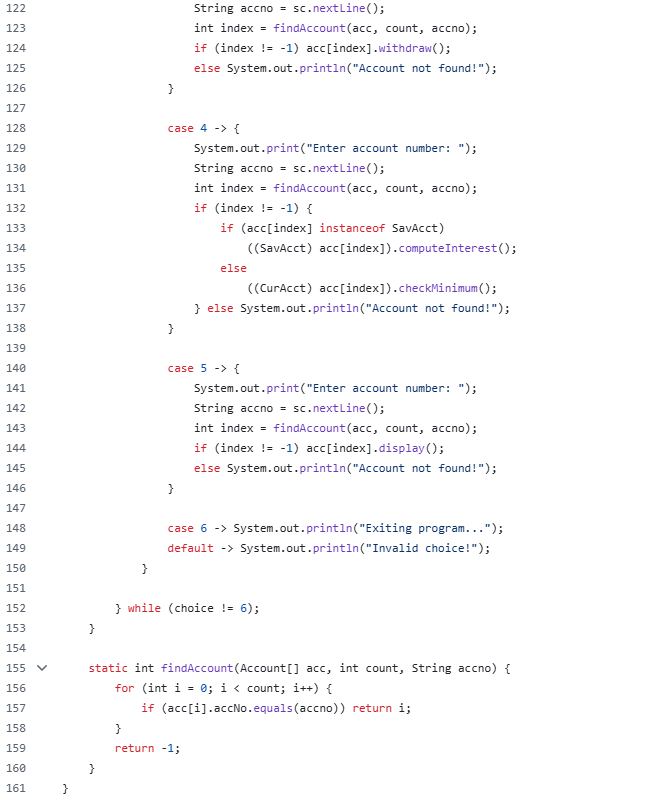 122                         String accno = sc.nextLine();
123                         int index = findAccount(acc, count, accno);
124                         if (index != -1) acc[index].withdraw();
125                         else System.out.println("Account not found!");
126                     }
127
128                     case 4 -> {
129                         System.out.print("Enter account number: ");
130                         String accno = sc.nextLine();
131                         int index = findAccount(acc, count, accno);
132                         if (index != -1) {
133                             if (acc[index] instanceof SavAcct)
134                                 ((SavAcct) acc[index]).computeInterest();
135                             else
136                                 ((CurAcct) acc[index]).checkMinimum();
137                         } else System.out.println("Account not found!");
138                     }
139
140                     case 5 -> {
141                         System.out.print("Enter account number: ");
142                         String accno = sc.nextLine();
143                         int index = findAccount(acc, count, accno);
144                         if (index != -1) acc[index].display();
145                         else System.out.println("Account not found!");
146                     }
147
148                     case 6 -> System.out.println("Exiting program...");
149                     default -> System.out.println("Invalid choice!");
150                 }
151
152             } while (choice != 6);
153         }
154
155         static int findAccount(Account[] acc, int count, String accno) {
156             for (int i = 0; i < count; i++) {
157                 if (acc[i].accNo.equals(accno)) return i;
158             }
159             return -1;
160         }
161     }